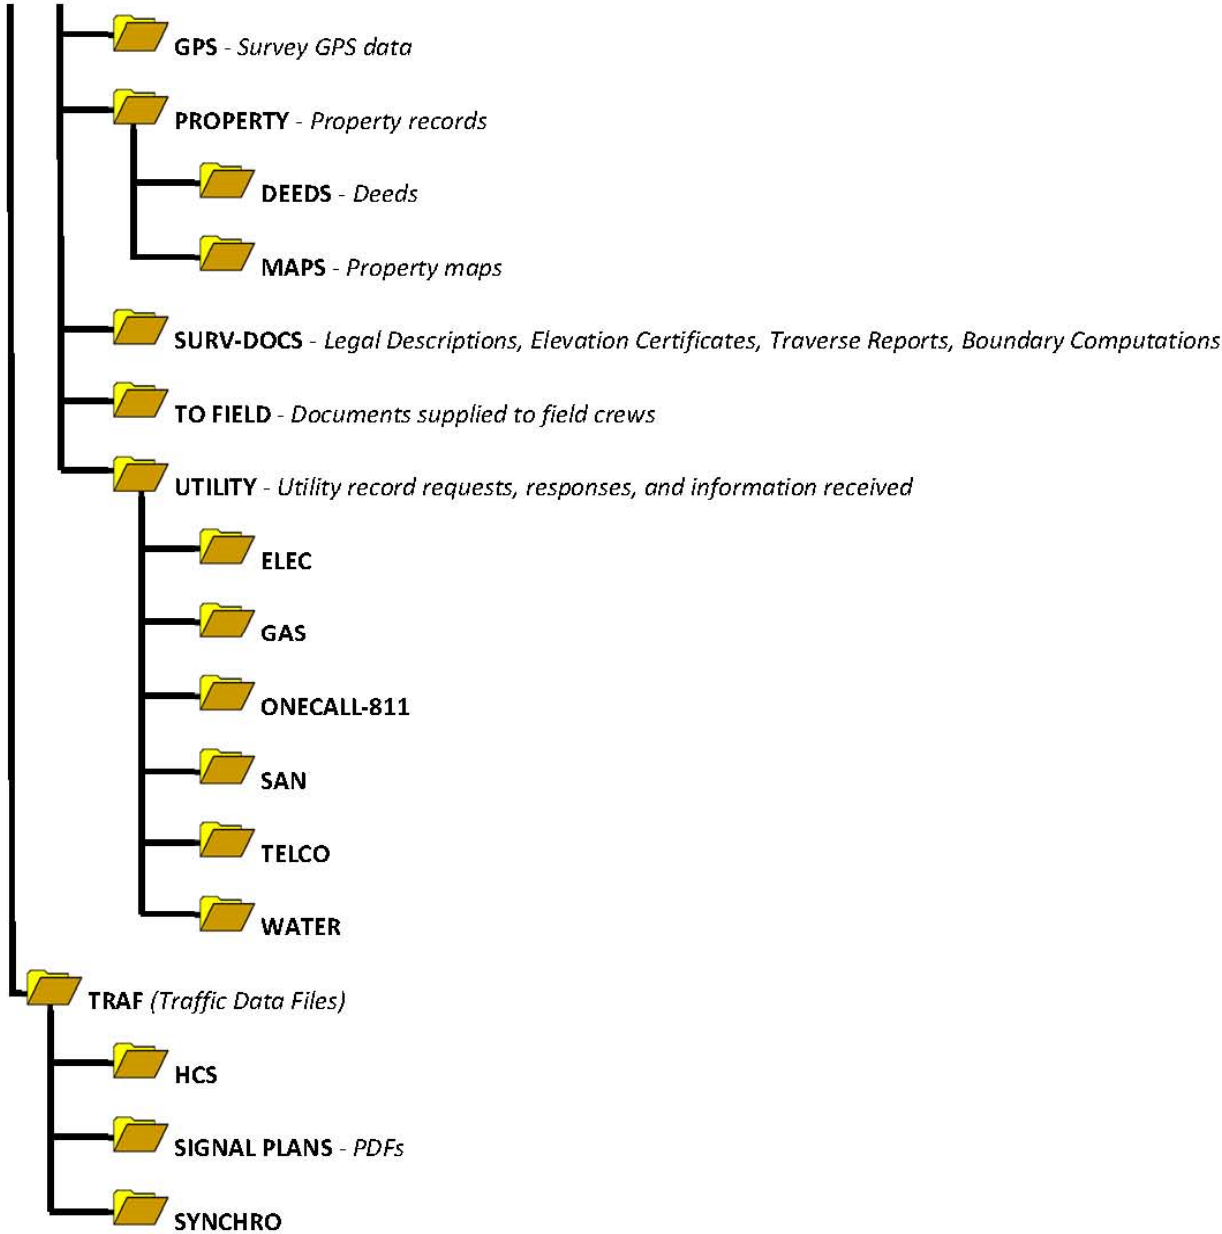 GPS - Survey GPS data
PROPERTY - Property records
DEEDS - Deeds
MAPS - Property maps
SURV-DOCS - Legal Descriptions, Elevation Certificates, Traverse Reports, Boundary Computations
TO FIELD - Documents supplied to field crews
UTILITY - Utility record requests, responses, and information received
ELEC
GAS
ONECALL-811
SAN
TELCO
WATER
TRAF (Traffic Data Files)
HCS
SIGNAL PLANS - PDFs
SYNCHRO